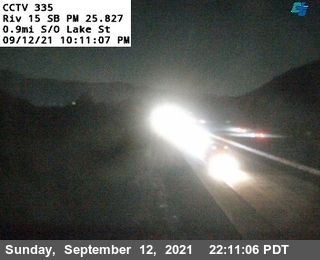 CCTV 335
Riv 15 SB PM 25.827
0.9mi S/O Lake St
09/12/21 10:11:07 PM
Sunday, September 12, 2021 22:11:06 PDT